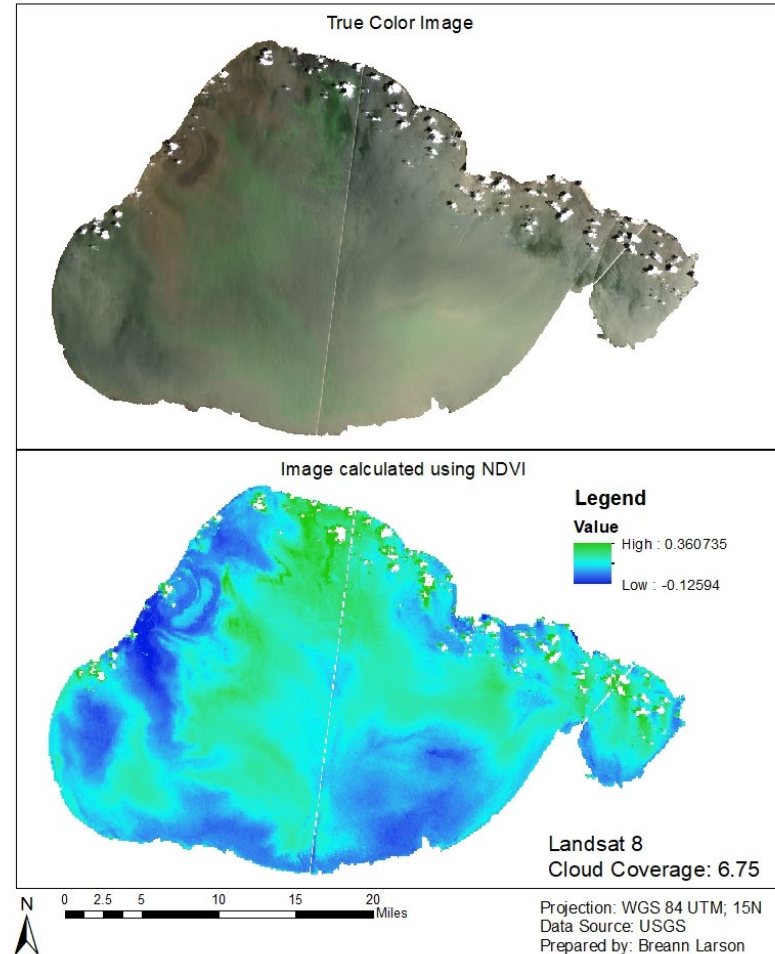 True Color Image
Image calculated using NDVI
Legend
Value
High : 0.360735
Low : -0.12594
Landsat 8
Cloud Coverage: 6.75
N
0 2.5 5 10 15 20
Miles
Projection: WGS 84 UTM; 15N
Data Source: USGS
Prepared by: Breann Larson